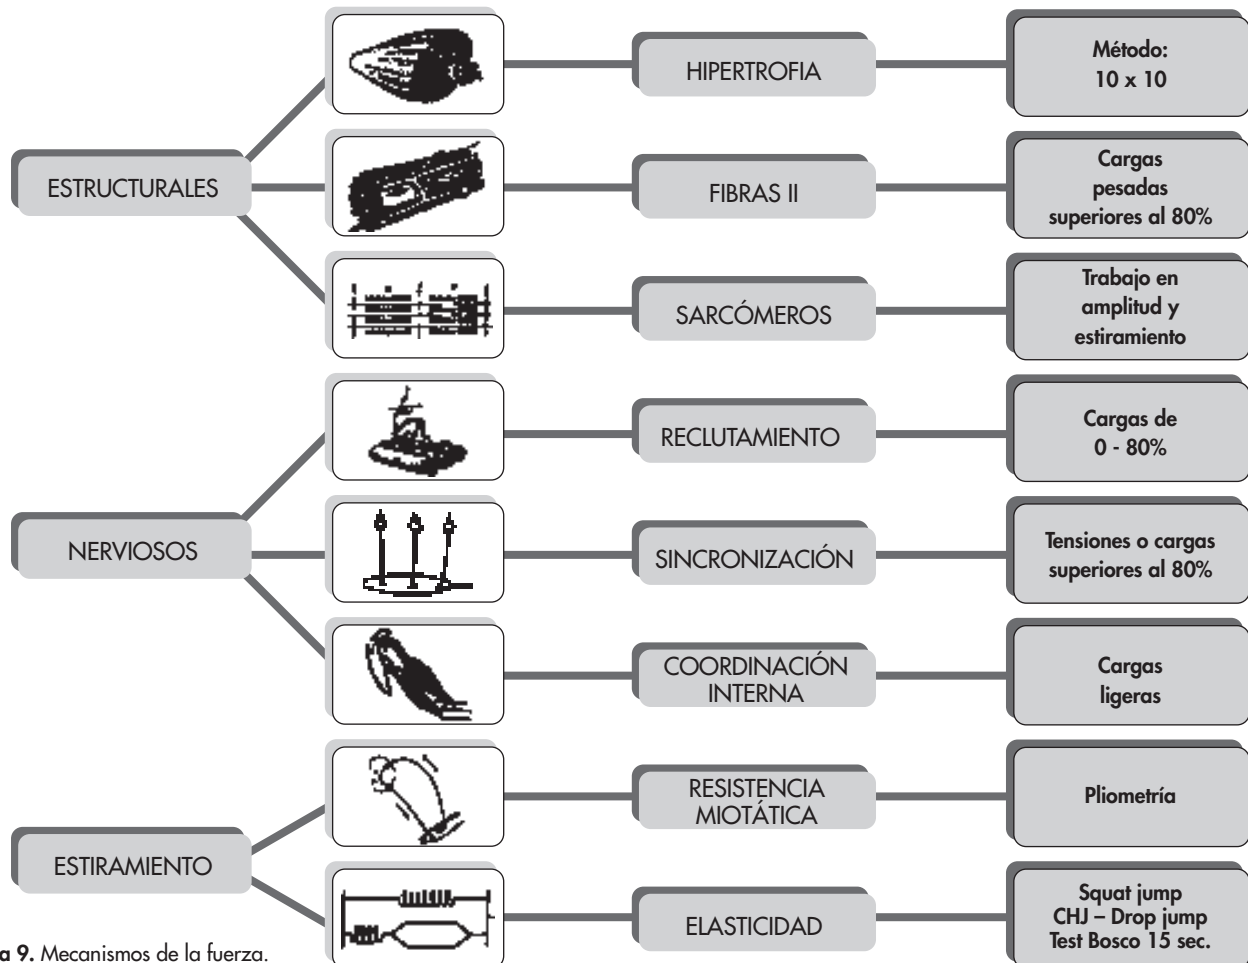 ESTRUCTURALES
HIPERTROFIA
Método:
10 x 10
FIBRAS II
Cargas
pesadas
superiores al 80%
SARCÓMEROS
Trabajo en
amplitud y
estiramiento
NERVIOSOS
RECLUTAMIENTO
Cargas de
0 - 80%
SINCRONIZACIÓN
Tensiones o cargas
superiores al 80%
COORDINACIÓN
INTERNA
Cargas
ligeras
ESTIRAMIENTO
RESISTENCIA
MIOTÁTICA
Pliometría
ELASTICIDAD
Squat jump
CHJ – Drop jump
Test Bosco 15 sec.
a 9. Mecanismos de la fuerza.